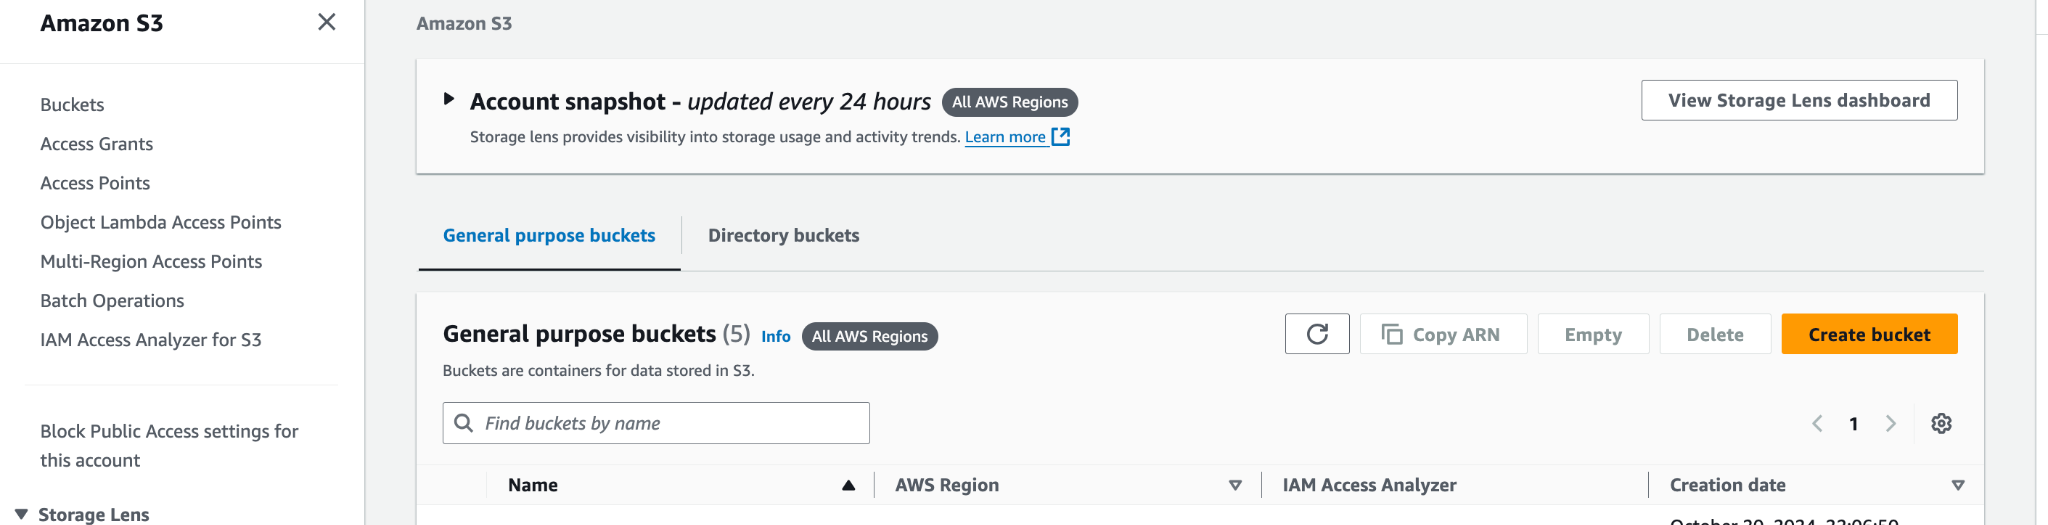 Amazon S3
Buckets
Access Grants
Access Points
Object Lambda Access Points
Multi-Region Access Points
Batch Operations
IAM Access Analyzer for S3
Block Public Access settings for
this account
Storage Lens
Amazon S3
Account snapshot - updated every 24 hours All AWS Regions
Storage lens provides visibility into storage usage and activity trends. Learn more
View Storage Lens dashboard
General purpose buckets Directory buckets
General purpose buckets (5) Info All AWS Regions
Buckets are containers for data stored in S3.
Copy ARN Empty Delete Create bucket
Find buckets by name
1
Name AWS Region IAM Access Analyzer Creation date